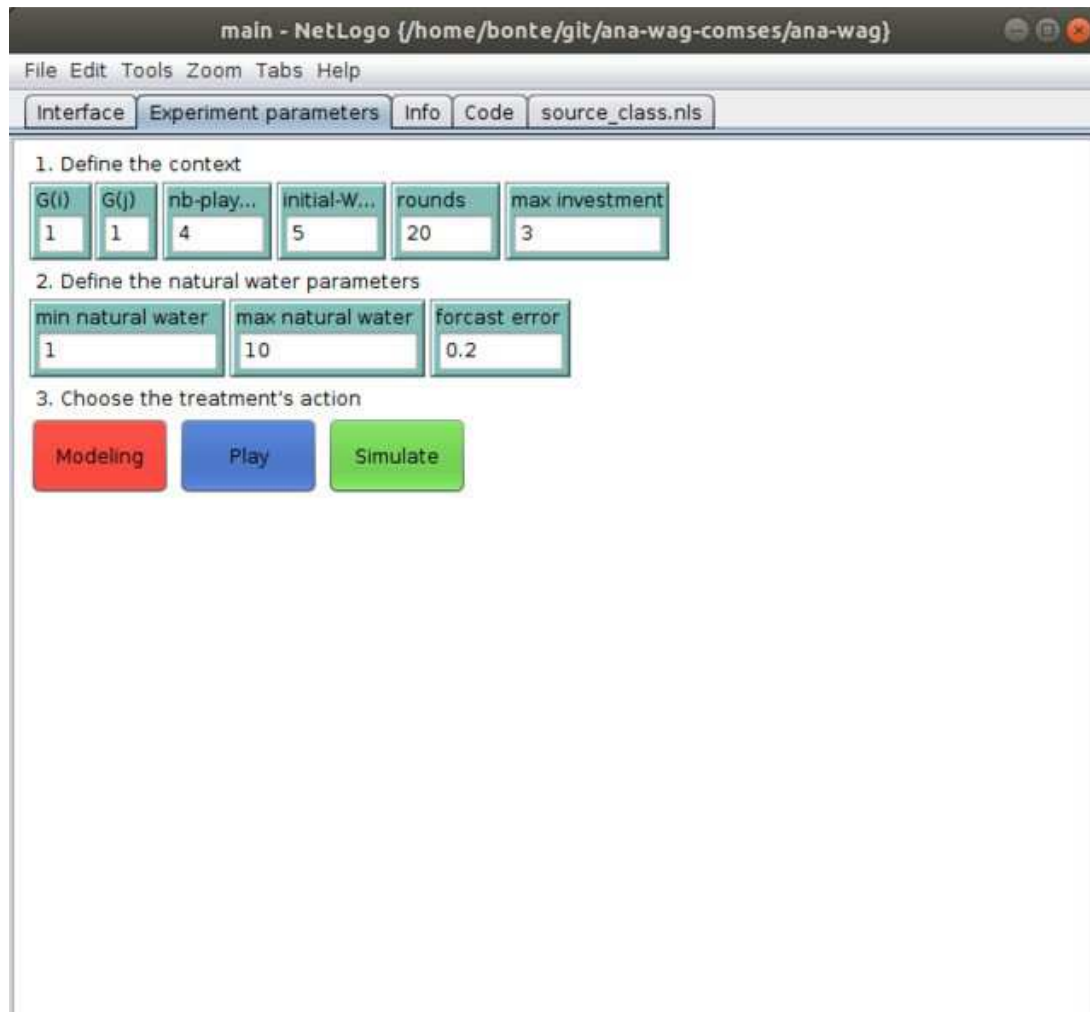 main - NetLogo {/home/bonte/git/ana-wag-comses/ana-wag}
File Edit Tools Zoom Tabs Help
Interface Experiment parameters Info Code source_class.nls
1. Define the context
G(i) G(j) nb-play... initial-W... rounds max investment
1 1 4 5 20 3
2. Define the natural water parameters
min natural water max natural water forcast error
1 10 0.2
3. Choose the treatment's action
Modeling Play Simulate